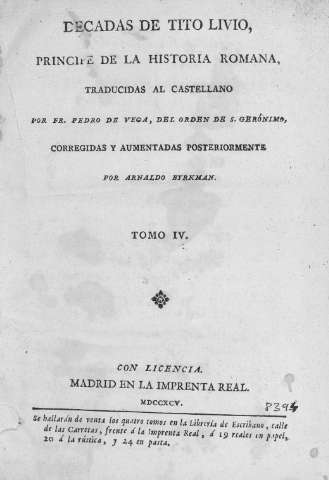 DECADAS DE TITO LIVIO,
PRINCIPE DE LA HISTORIA ROMANA,
TRADUCIDAS AL CASTELLANO
POR FR. PEDRO DE VEGA, DEL ORDEN DE S. GERÓNIMO,
CORREGIDAS Y AUMENTADAS POSTERIORMENTE
POR ARNALDO BYRKMAN.
TOMO IV.
CON LICENCIA.
MADRID EN LA IMPRENTA REAL.
MDCCXCV.
Se hallarán de venta los quatro tomos en la Librería de Escribano, calle
de las Carretas, frente á la Imprenta Real, á 19 reales en papel,
20 á la rústica, y 24 en pasta.